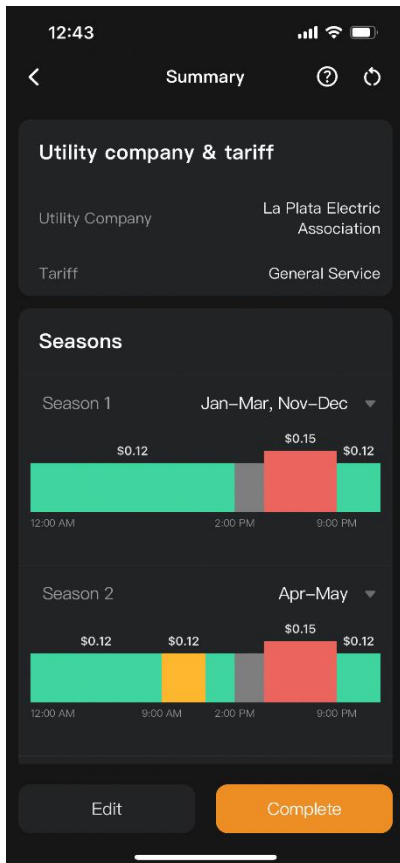 12:43
Summary
Utility company & tariff
Utility Company
La Plata Electric
Association
Tariff
General Service
Seasons
Season 1
Jan–Mar, Nov–Dec
$0.12
$0.15
$0.12
12:00 AM
2:00 PM
9:00 PM
Season 2
Apr–May
$0.12
$0.12
$0.15
$0.12
12:00 AM
9:00 AM
2:00 PM
9:00 PM
Edit
Complete